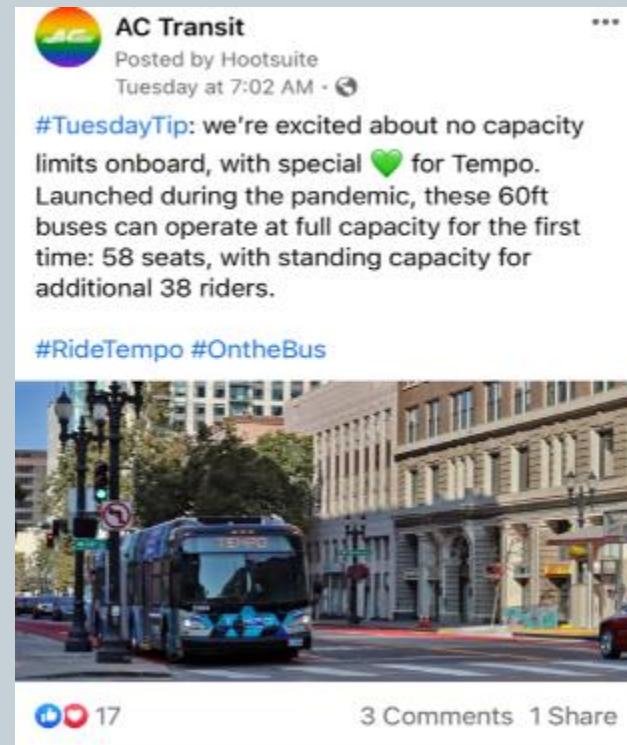 AC Transit
Posted by Hootsuite
Tuesday at 7:02 AM ·
#TuesdayTip: we're excited about no capacity
limits onboard, with special 💚 for Tempo.
Launched during the pandemic, these 60ft
buses can operate at full capacity for the first
time: 58 seats, with standing capacity for
additional 38 riders.
#RideTempo #OntheBus
TEMPO
17
3 Comments 1 Share